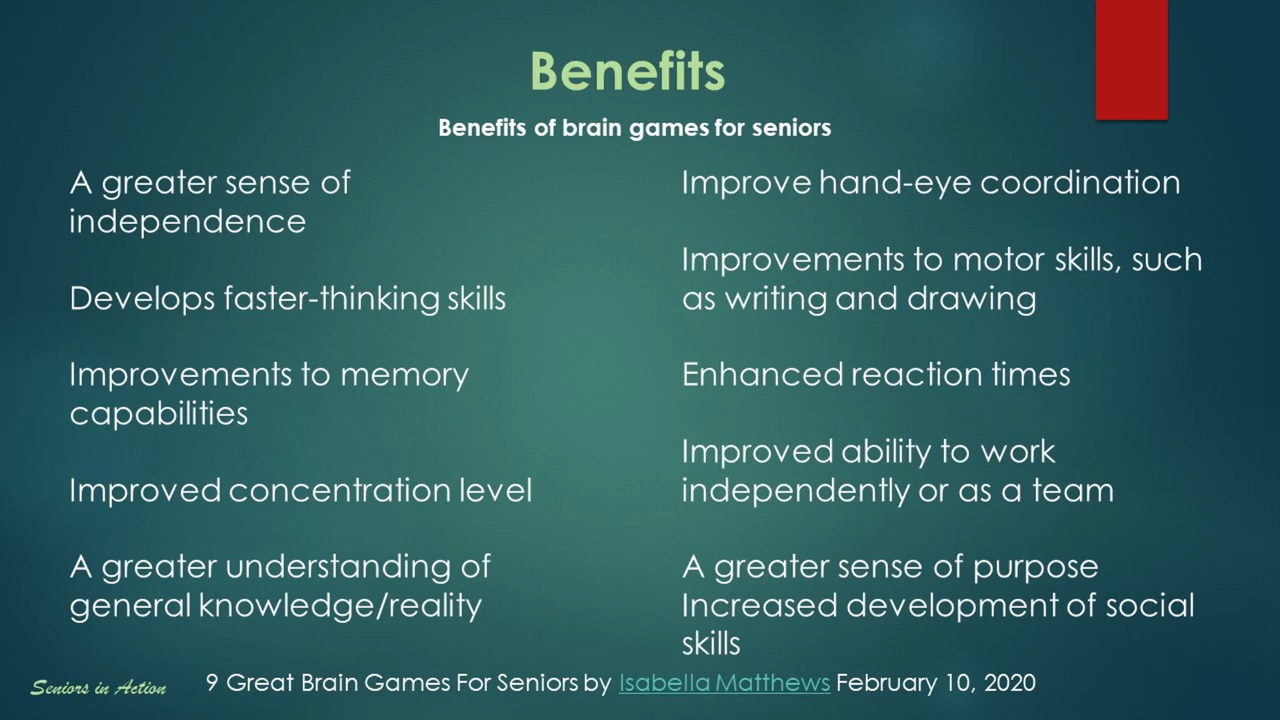 Benefits
Benefits of brain games for seniors
A greater sense of
independence
Develops faster-thinking skills
Improvements to memory
capabilities
Improved concentration level
A greater understanding of
general knowledge/reality
Improve hand-eye coordination
Improvements to motor skills, such
as writing and drawing
Enhanced reaction times
Improved ability to work
independently or as a team
A greater sense of purpose
Increased development of social
skills
Seniors in Action
9 Great Brain Games For Seniors by Isabella Matthews February 10, 2020